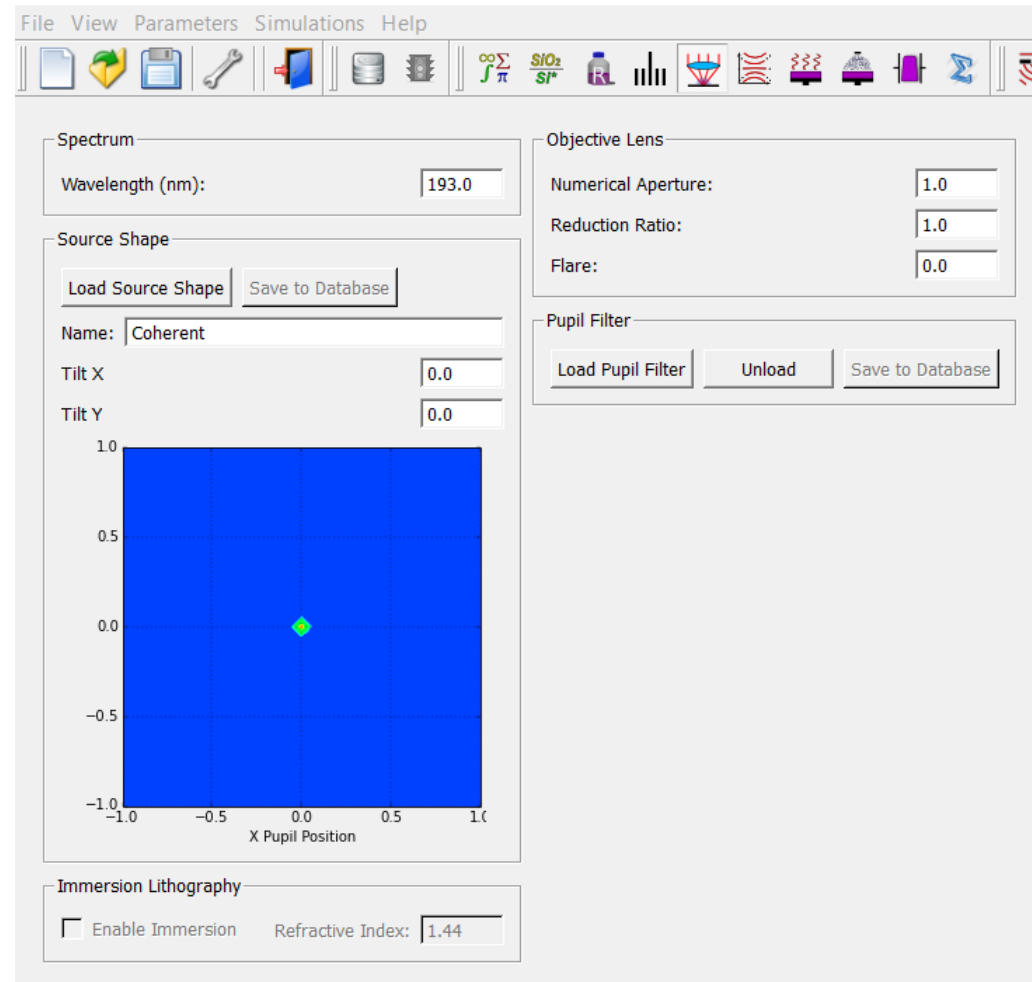 File View Parameters Simulations Help
∞ Σ
∫ π
SIO₂
SI*
R
Σ
Spectrum
Wavelength (nm): 193.0
Source Shape
Load Source Shape Save to Database
Name: Coherent
Tilt X 0.0
Tilt Y 0.0
1.0
0.5
0.0
−0.5
−1.0
−1.0 −0.5 0.0 0.5 1.(
X Pupil Position
Immersion Lithography
Enable Immersion Refractive Index: 1.44
Objective Lens
Numerical Aperture: 1.0
Reduction Ratio: 1.0
Flare: 0.0
Pupil Filter
Load Pupil Filter Unload Save to Database